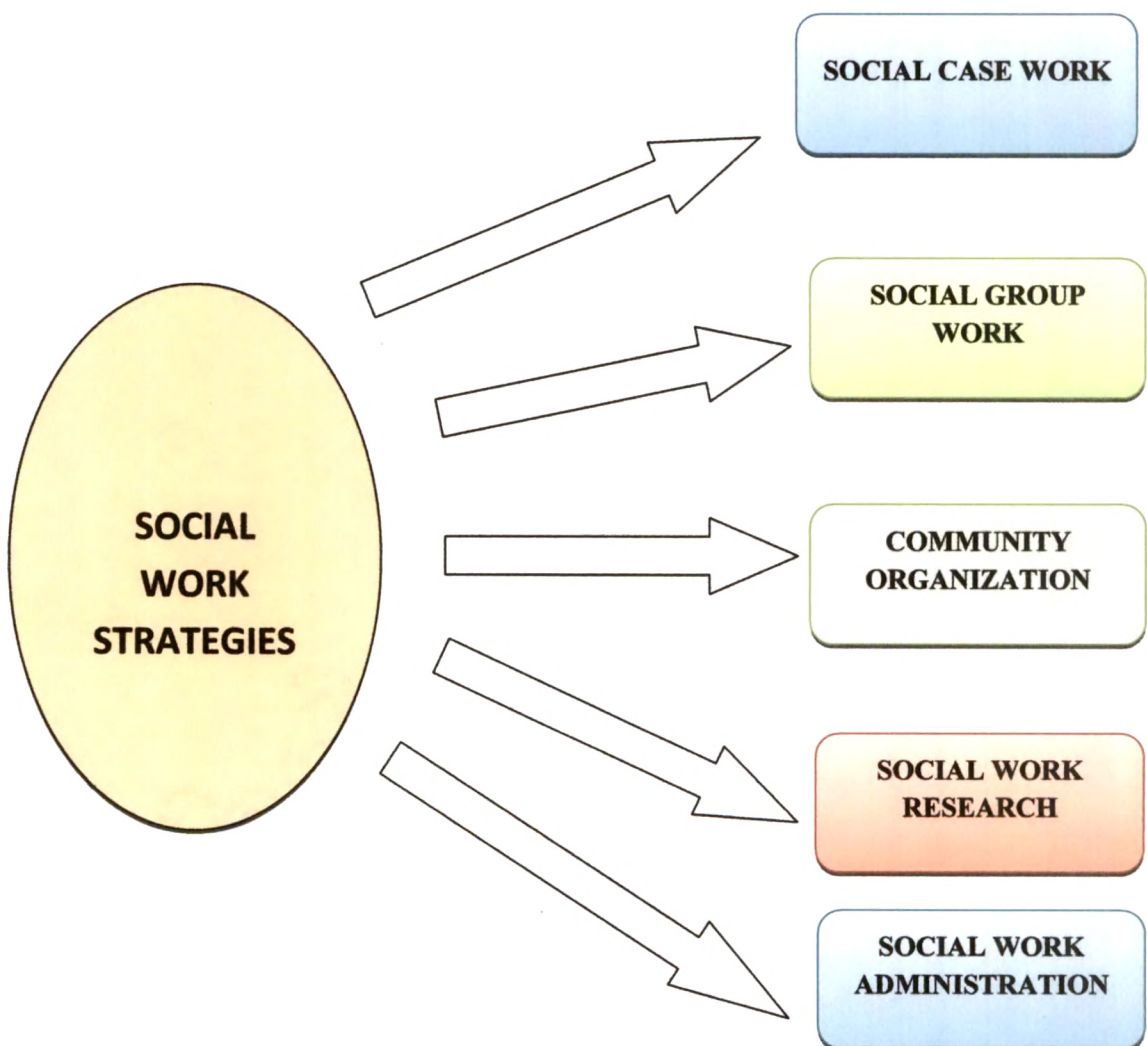 SOCIAL
WORK
STRATEGIES
SOCIAL CASE WORK
SOCIAL GROUP
WORK
COMMUNITY
ORGANIZATION
SOCIAL WORK
RESEARCH
SOCIAL WORK
ADMINISTRATION